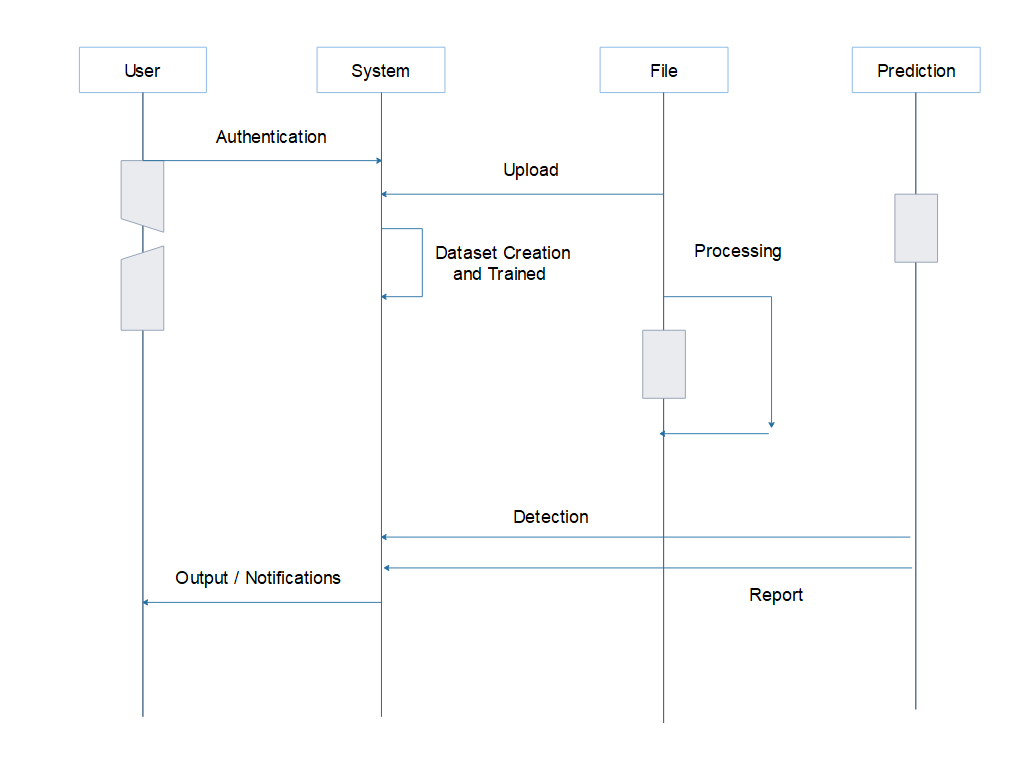 User
System
File
Prediction
Authentication
Upload
Dataset Creation
and Trained
Processing
Detection
Output / Notifications
Report